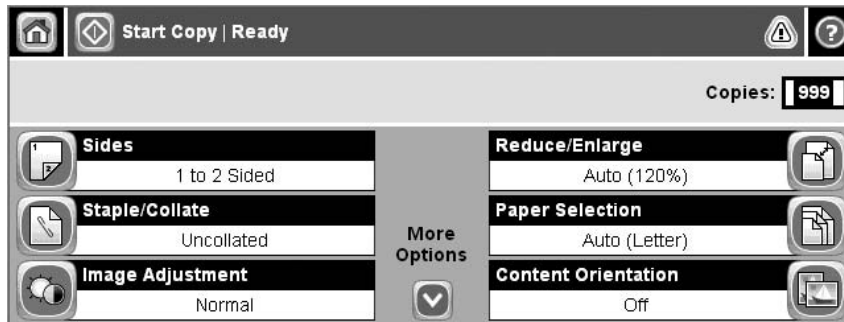 Start Copy | Ready
?
Copies: 999
Sides
1 to 2 Sided
Staple/Collate
Uncollated
Image Adjustment
Normal
More
Options
Reduce/Enlarge
Auto (120%)
Paper Selection
Auto (Letter)
Content Orientation
Off